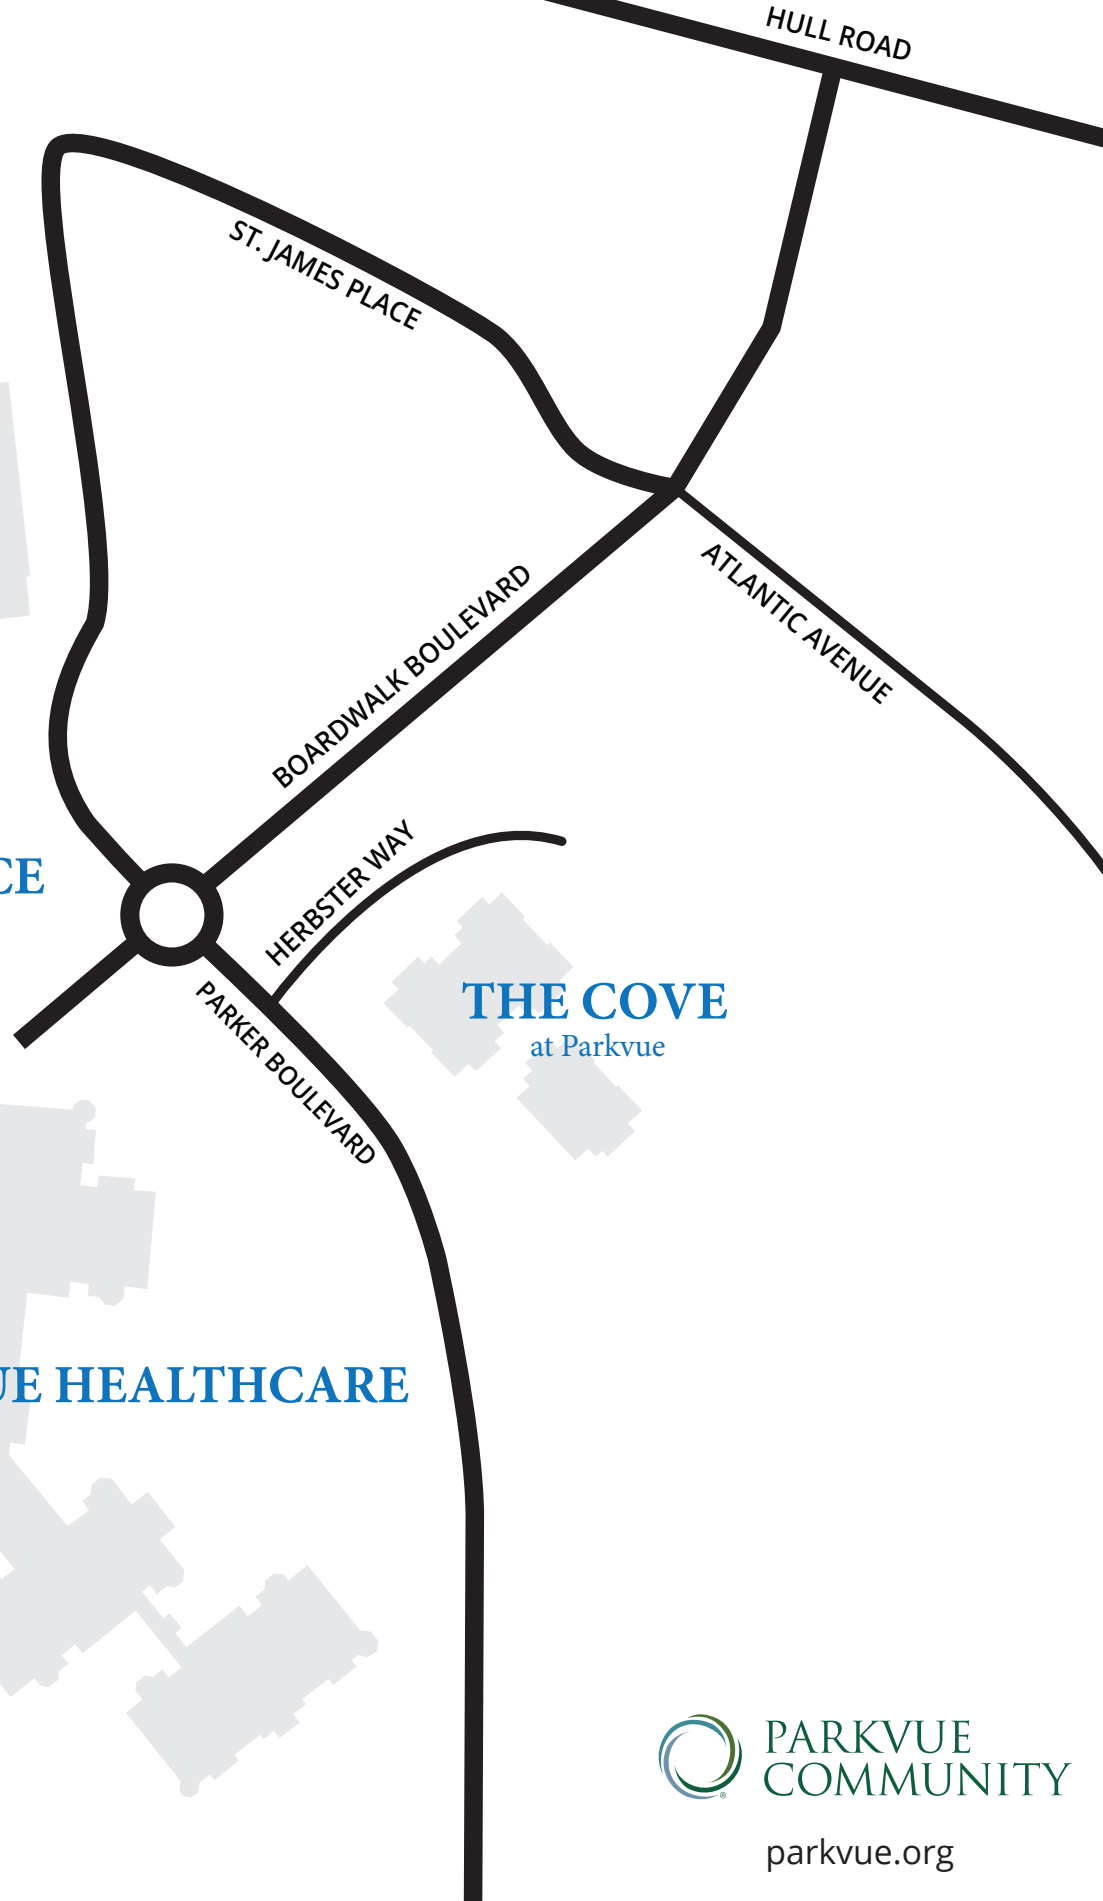 HULL ROAD
ST. JAMES PLACE
ATLANTIC AVENUE
BOARDWALK BOULEVARD
HERBSTER WAY
CE
THE COVE
at Parkvue
PARKER BOULEVARD
UE HEALTHCARE
PARKVUE
COMMUNITY
®
parkvue.org